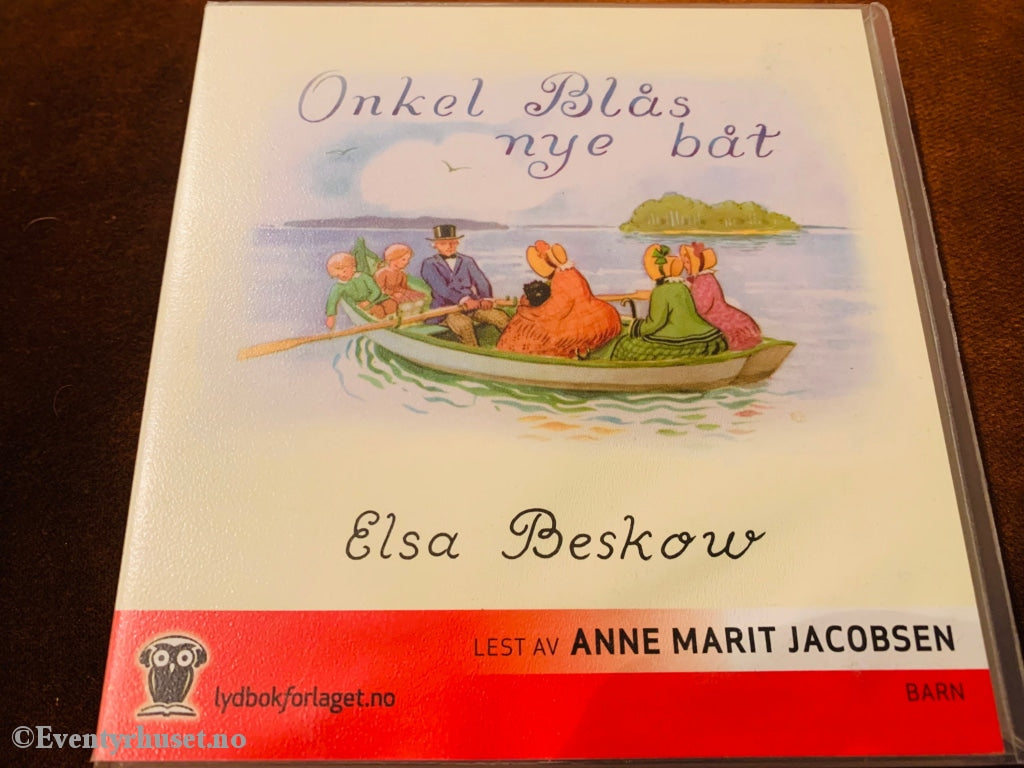 Onkel Blås
nye båt
Elsa Beskow
LEST AV ANNE MARIT JACOBSEN
lydbokforlaget.no
BARN
©Eventyrhuset.no